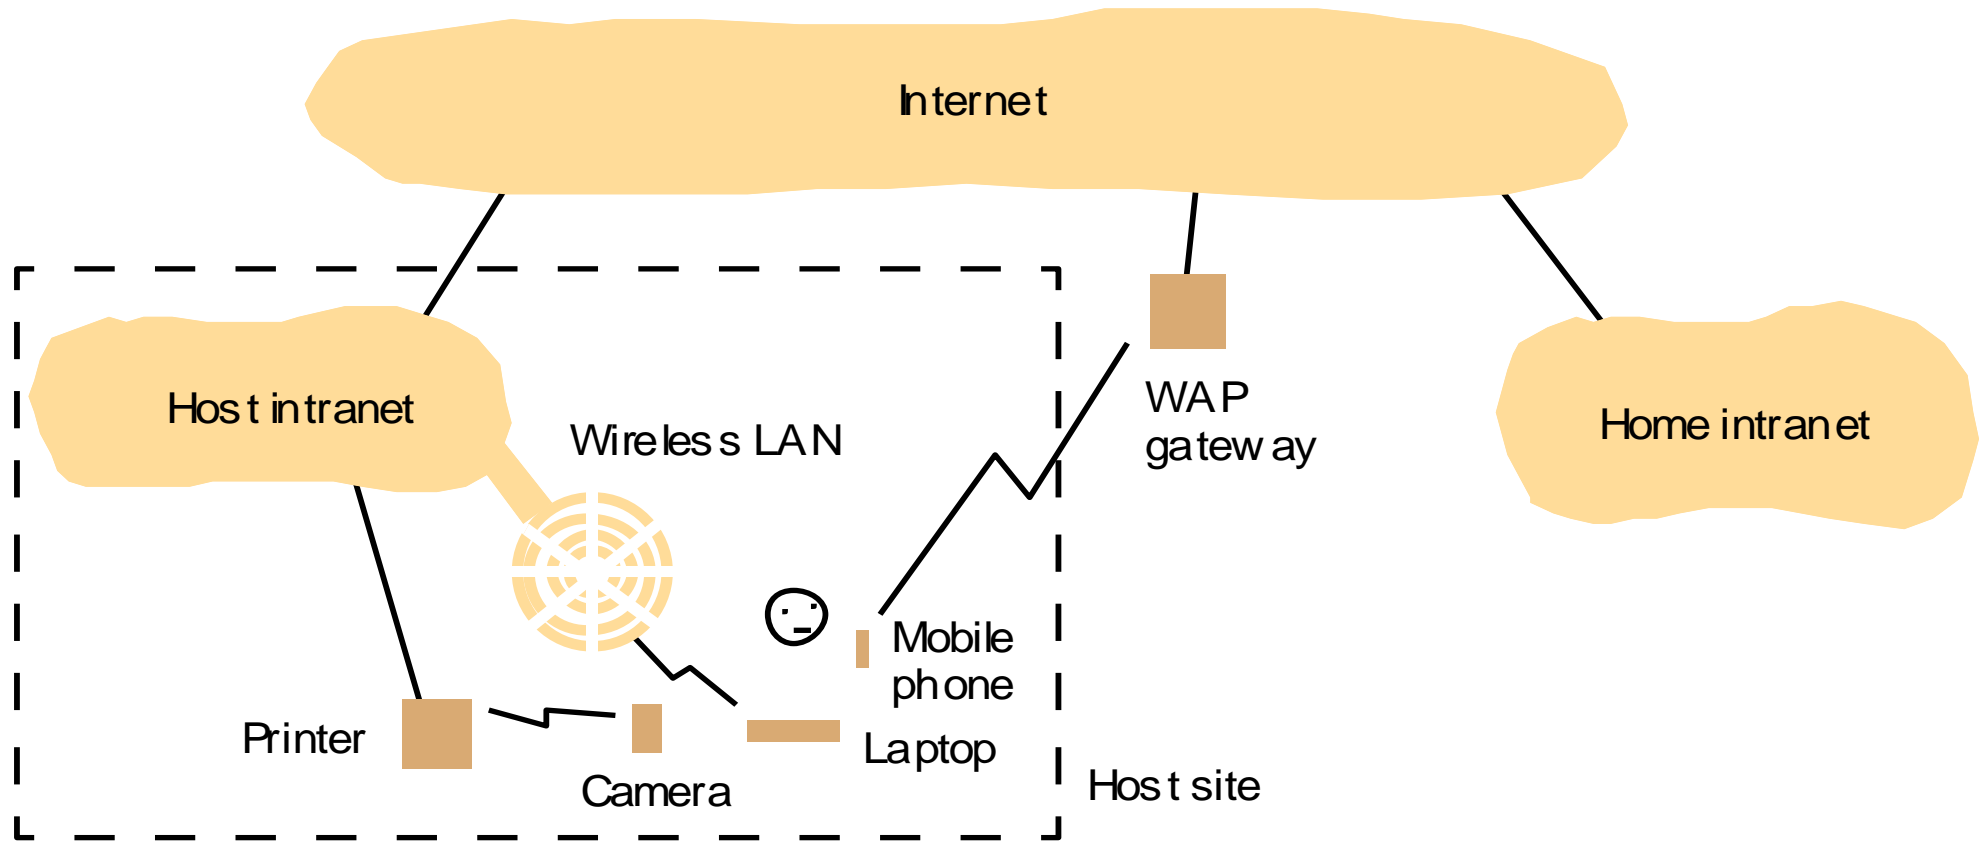 Internet
Host intranet
Wireless LAN
WAP
gateway
Home intranet
Mobile
phone
Printer
Camera
Laptop
Host site